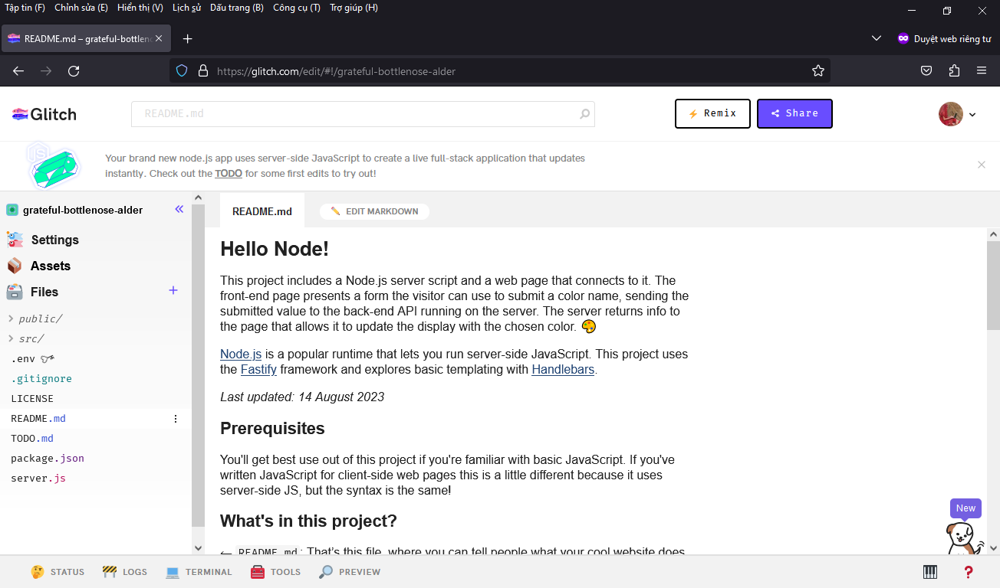 Tập tin (F) Chỉnh sửa (E) Hiển thị (V) Lịch sử Dấu trang (B) Công cụ (T) Trợ giúp (H)
README.md – grateful-bottlen
Duyệt web riêng tư
https://glitch.com/edit/#!/grateful-bottlenose-alder
Glitch
README.md
Remix
Share
JS
Your brand new node.js app uses server-side JavaScript to create a live full-stack application that updates
instantly. Check out the TODO for some first edits to try out!
grateful-bottlenose-alder
Settings
Assets
Files
public/
src/
.env
.gitignore
LICENSE
README.md
TODO.md
package.json
server.js
README.md
EDIT MARKDOWN
Hello Node!
This project includes a Node.js server script and a web page that connects to it. The
front-end page presents a form the visitor can use to submit a color name, sending the
submitted value to the back-end API running on the server. The server returns info to
the page that allows it to update the display with the chosen color. 🎨
Node.js is a popular runtime that lets you run server-side JavaScript. This project uses
the Fastify framework and explores basic templating with Handlebars.
Last updated: 14 August 2023
Prerequisites
You'll get best use out of this project if you're familiar with basic JavaScript. If you've
written JavaScript for client-side web pages this is a little different because it uses
server-side JS, but the syntax is the same!
What's in this project?
← README.md: That's this file, where you can tell people what your cool website does
New
STATUS
LOGS
TERMINAL
TOOLS
PREVIEW